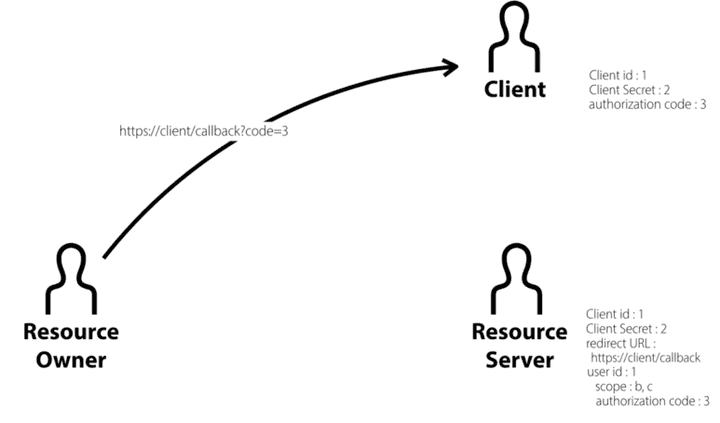 Client
Client id : 1
Client Secret : 2
authorization code : 3
https://client/callback?code=3
Resource
Owner
Resource
Server
Client id : 1
Client Secret : 2
redirect URL :
https://client/callback
user id : 1
scope : b, c
authorization code : 3